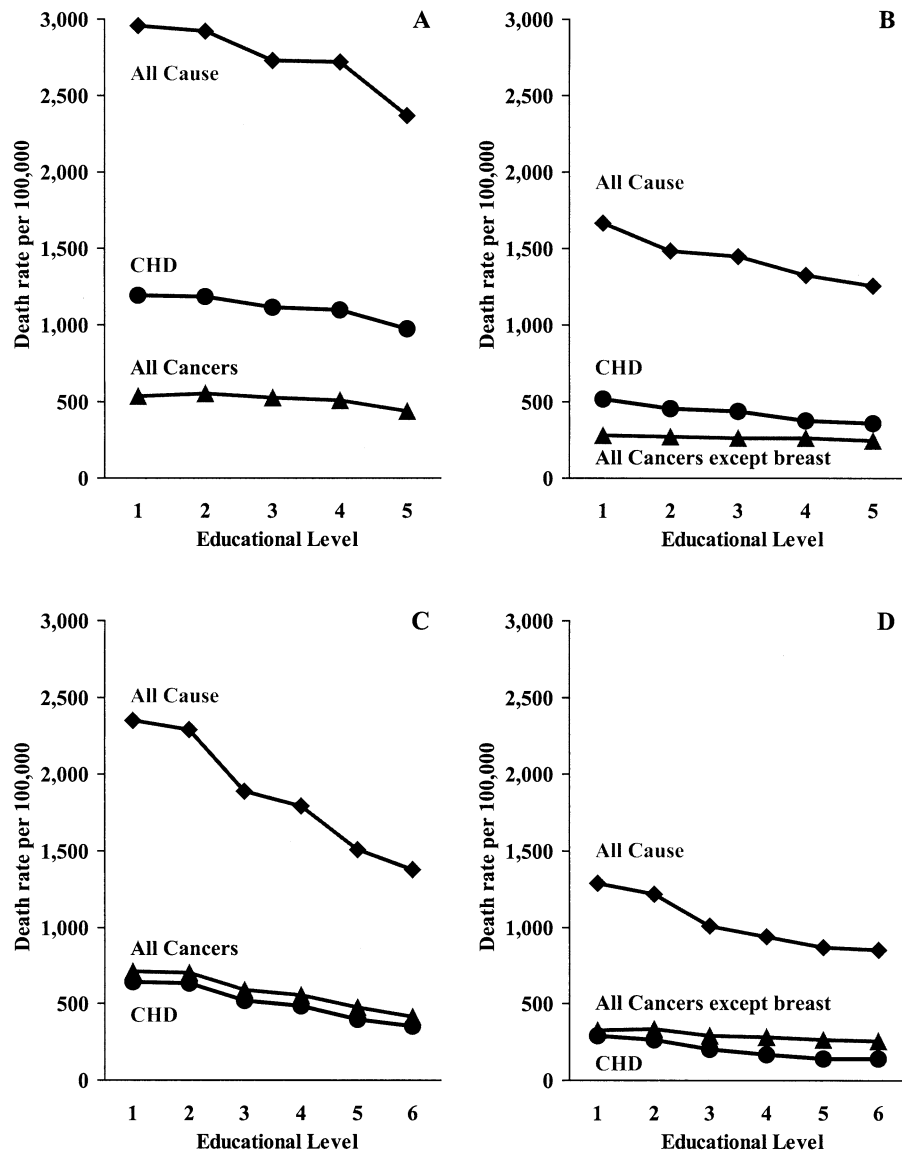 A
3,000
All Cause
2,500
2,000
1,500
CHD
1,000
All Cancers
500
0
1 2 3 4 5
Educational Level
Death rate per 100,000
B
3,000
2,500
2,000
All Cause
1,500
1,000
CHD
500
All Cancers except breast
0
1 2 3 4 5
Educational Level
Death rate per 100,000
C
3,000
2,500
All Cause
2,000
1,500
1,000
All Cancers
500
CHD
0
1 2 3 4 5 6
Educational Level
Death rate per 100,000
D
3,000
2,500
2,000
1,500
All Cause
1,000
All Cancers except breast
500
CHD
0
1 2 3 4 5 6
Educational Level
Death rate per 100,000